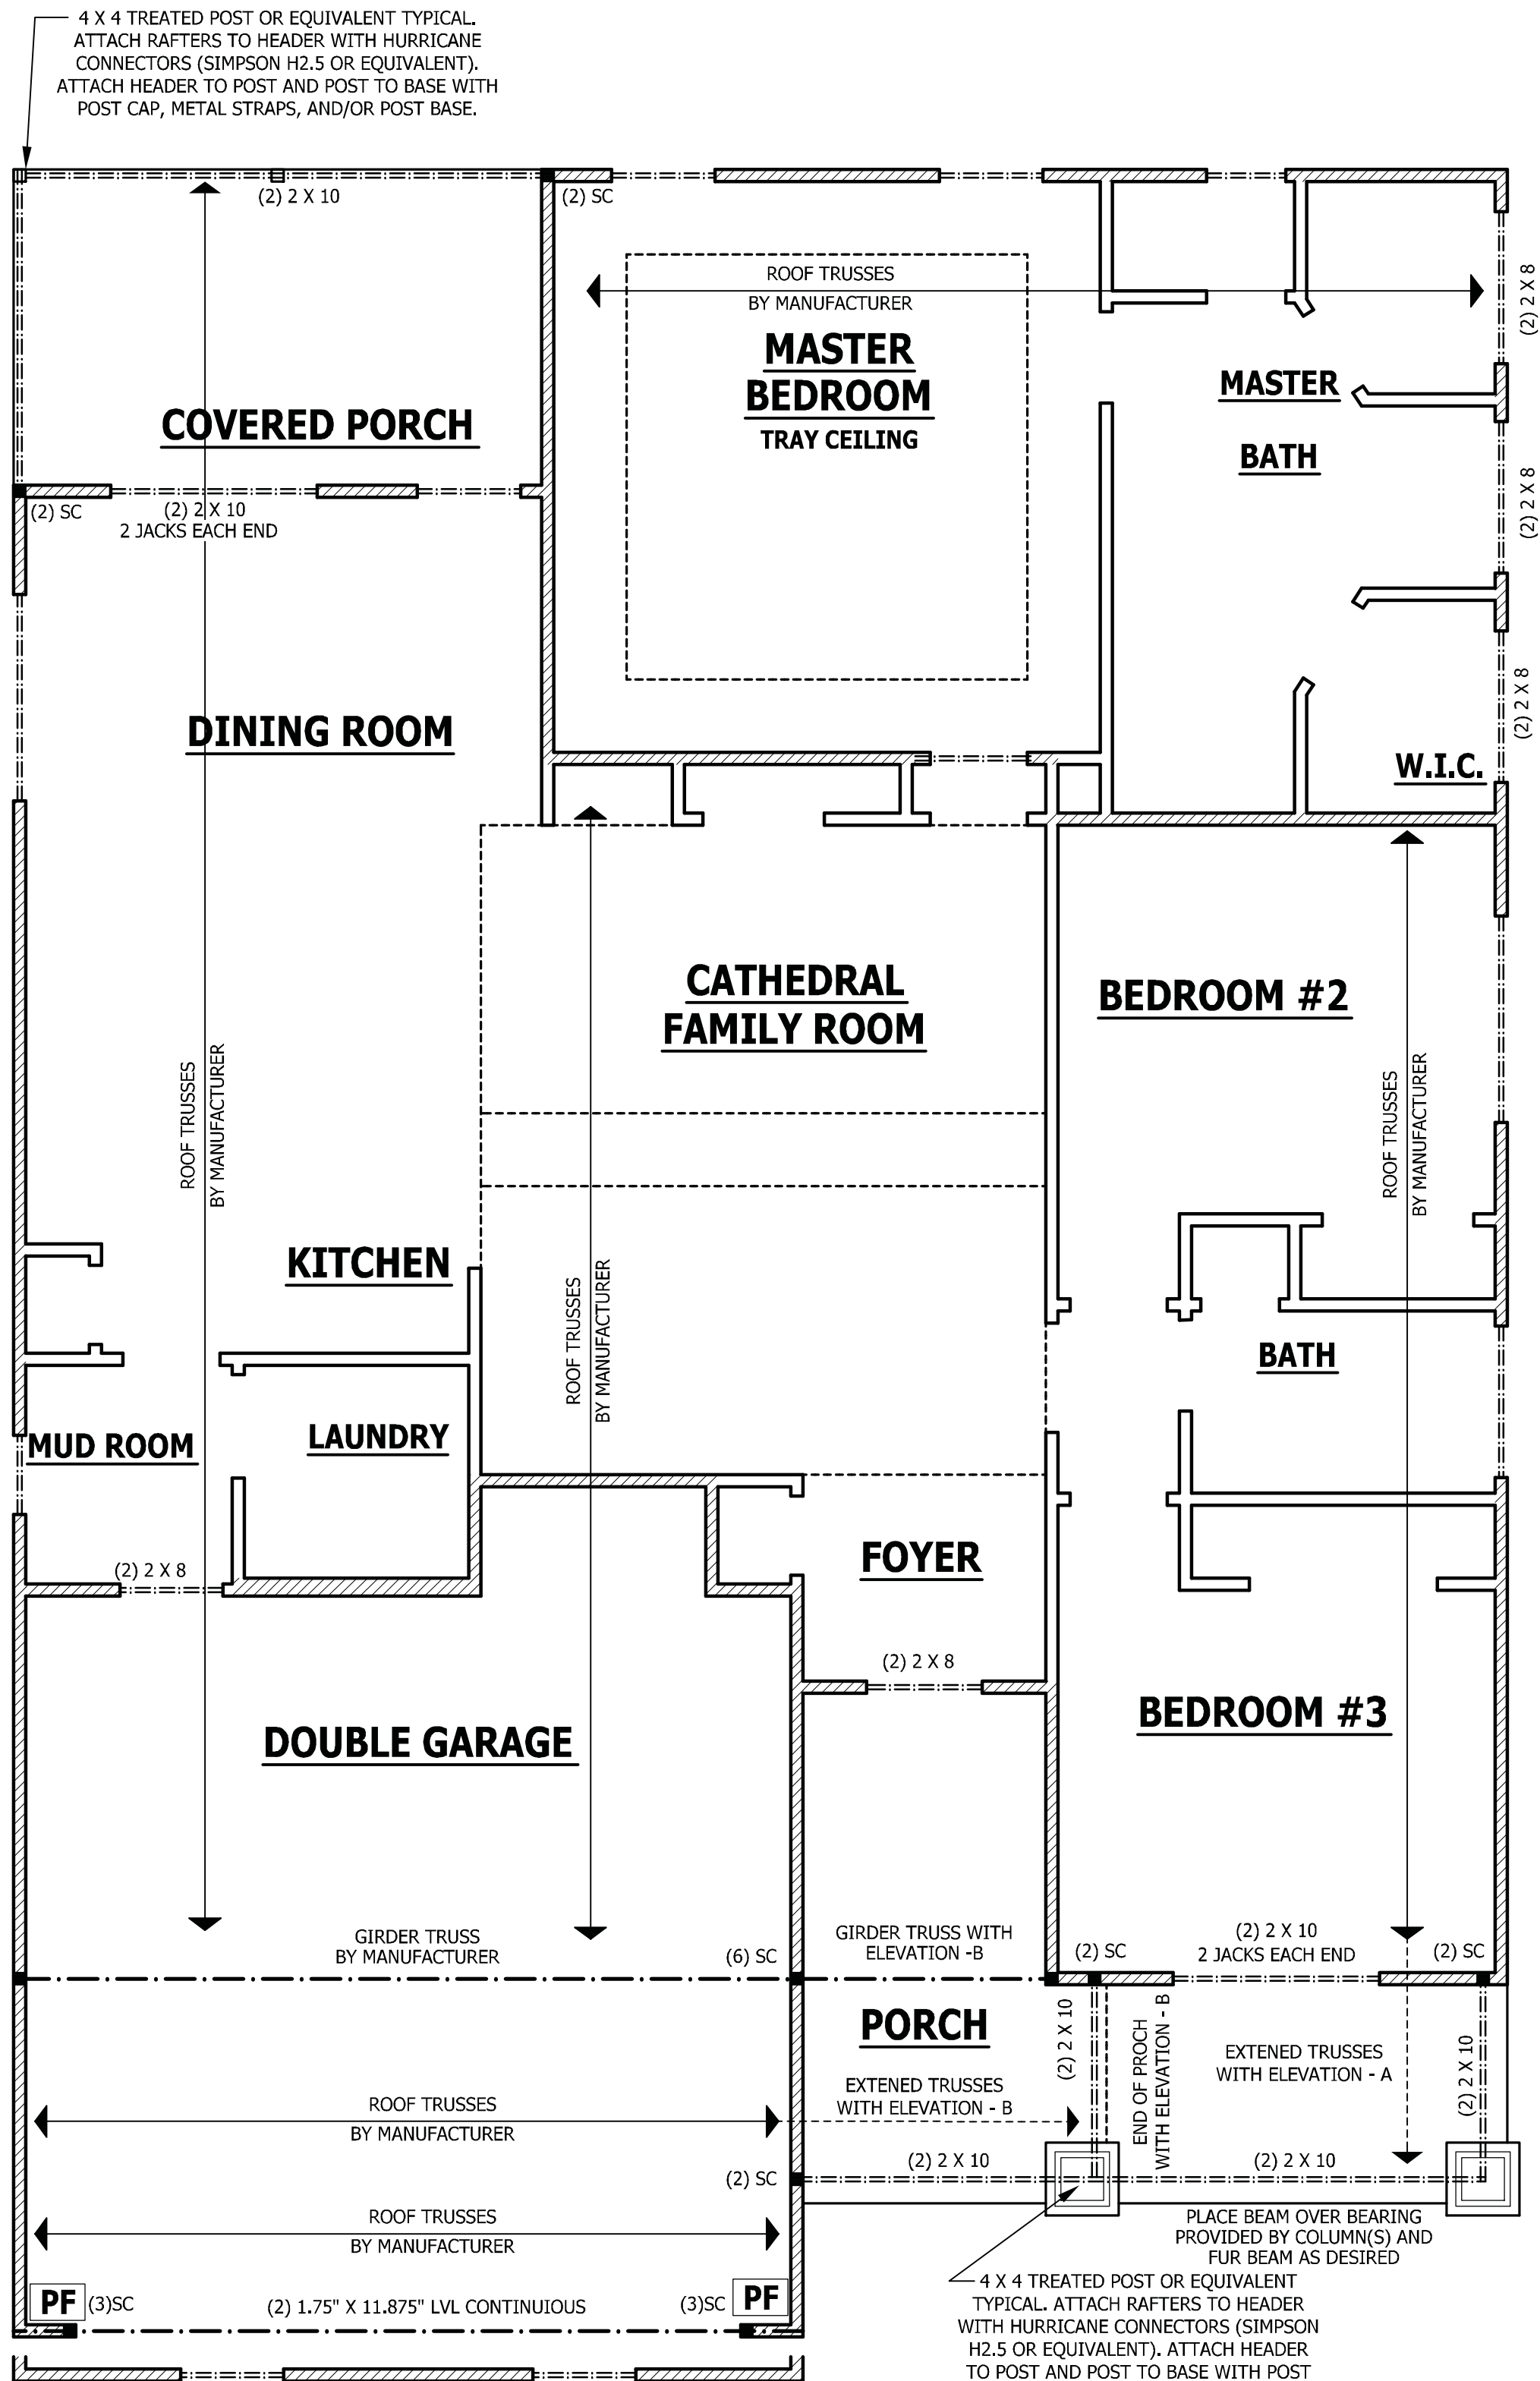 4 X 4 TREATED POST OR EQUIVALENT TYPICAL.
ATTACH RAFTERS TO HEADER WITH HURRICANE
CONNECTORS (SIMPSON H2.5 OR EQUIVALENT).
ATTACH HEADER TO POST AND POST TO BASE WITH
POST CAP, METAL STRAPS, AND/OR POST BASE.
(2) 2 X 10
(2) SC
ROOF TRUSSES
BY MANUFACTURER
(2) 2 X 8
MASTER
BEDROOM
TRAY CEILING
MASTER
BATH
COVERED PORCH
(2) 2 X 8
(2) SC
(2) 2 X 10
2 JACKS EACH END
(2) 2 X 8
DINING ROOM
W.I.C.
CATHEDRAL
FAMILY ROOM
BEDROOM #2
ROOF TRUSSES
BY MANUFACTURER
ROOF TRUSSES
BY MANUFACTURER
KITCHEN
ROOF TRUSSES
BY MANUFACTURER
BATH
MUD ROOM
LAUNDRY
FOYER
(2) 2 X 8
(2) 2 X 8
BEDROOM #3
DOUBLE GARAGE
GIRDER TRUSS
BY MANUFACTURER
(6) SC
GIRDER TRUSS WITH
ELEVATION -B
(2) SC
(2) 2 X 10
2 JACKS EACH END
(2) SC
PORCH
(2) 2 X 10
END OF PROCH
WITH ELEVATION - B
EXTENED TRUSSES
WITH ELEVATION - A
(2) 2 X 10
ROOF TRUSSES
BY MANUFACTURER
EXTENED TRUSSES
WITH ELEVATION - B
(2) SC
(2) 2 X 10
(2) 2 X 10
ROOF TRUSSES
BY MANUFACTURER
PLACE BEAM OVER BEARING
PROVIDED BY COLUMN(S) AND
FUR BEAM AS DESIRED
PF
(3)SC
(2) 1.75" X 11.875" LVL CONTINUIOUS
(3)SC
PF
4 X 4 TREATED POST OR EQUIVALENT
TYPICAL. ATTACH RAFTERS TO HEADER
WITH HURRICANE CONNECTORS (SIMPSON
H2.5 OR EQUIVALENT). ATTACH HEADER
TO POST AND POST TO BASE WITH POST